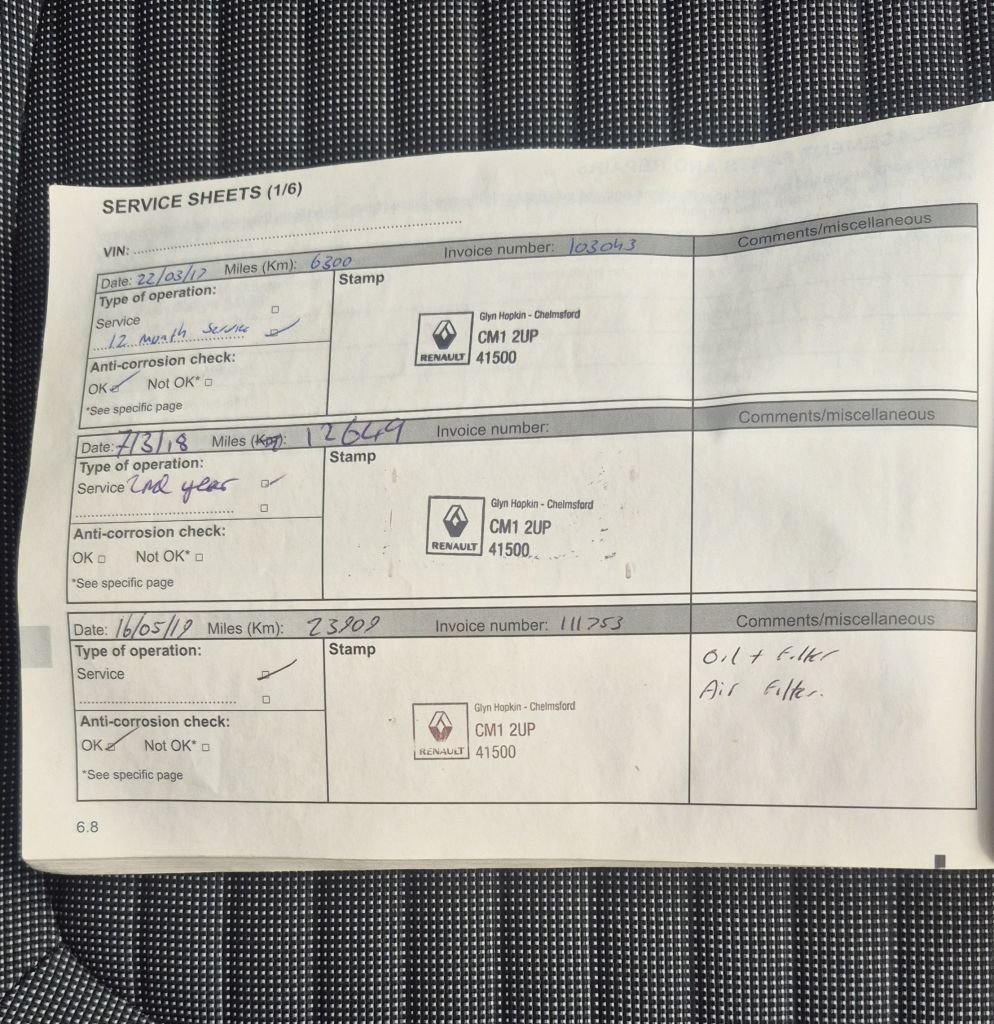 SERVICE SHEETS (1/6)
VIN:
Date: 22/03/17 Miles (Km): 6300 Invoice number: 103043 Comments/miscellaneous
Type of operation:
Service
12 month Service
Anti-corrosion check:
OK Not OK*
*See specific page
Stamp
Glyn Hopkin - Chelmsford
CM1 2UP
RENAULT 41500
Date: 7/3/18 Miles (Km): 12649 Invoice number: Comments/miscellaneous
Type of operation:
Service 2nd year
Anti-corrosion check:
OK Not OK*
*See specific page
Stamp
Glyn Hopkin - Chelmsford
CM1 2UP
RENAULT 41500
Date: 16/05/19 Miles (Km): 23909 Invoice number: 111753 Comments/miscellaneous
Type of operation:
Service
Anti-corrosion check:
OK Not OK*
*See specific page
Stamp
Glyn Hopkin - Chelmsford
CM1 2UP
RENAULT 41500
Oil + Filter
Air Filter.
6.8